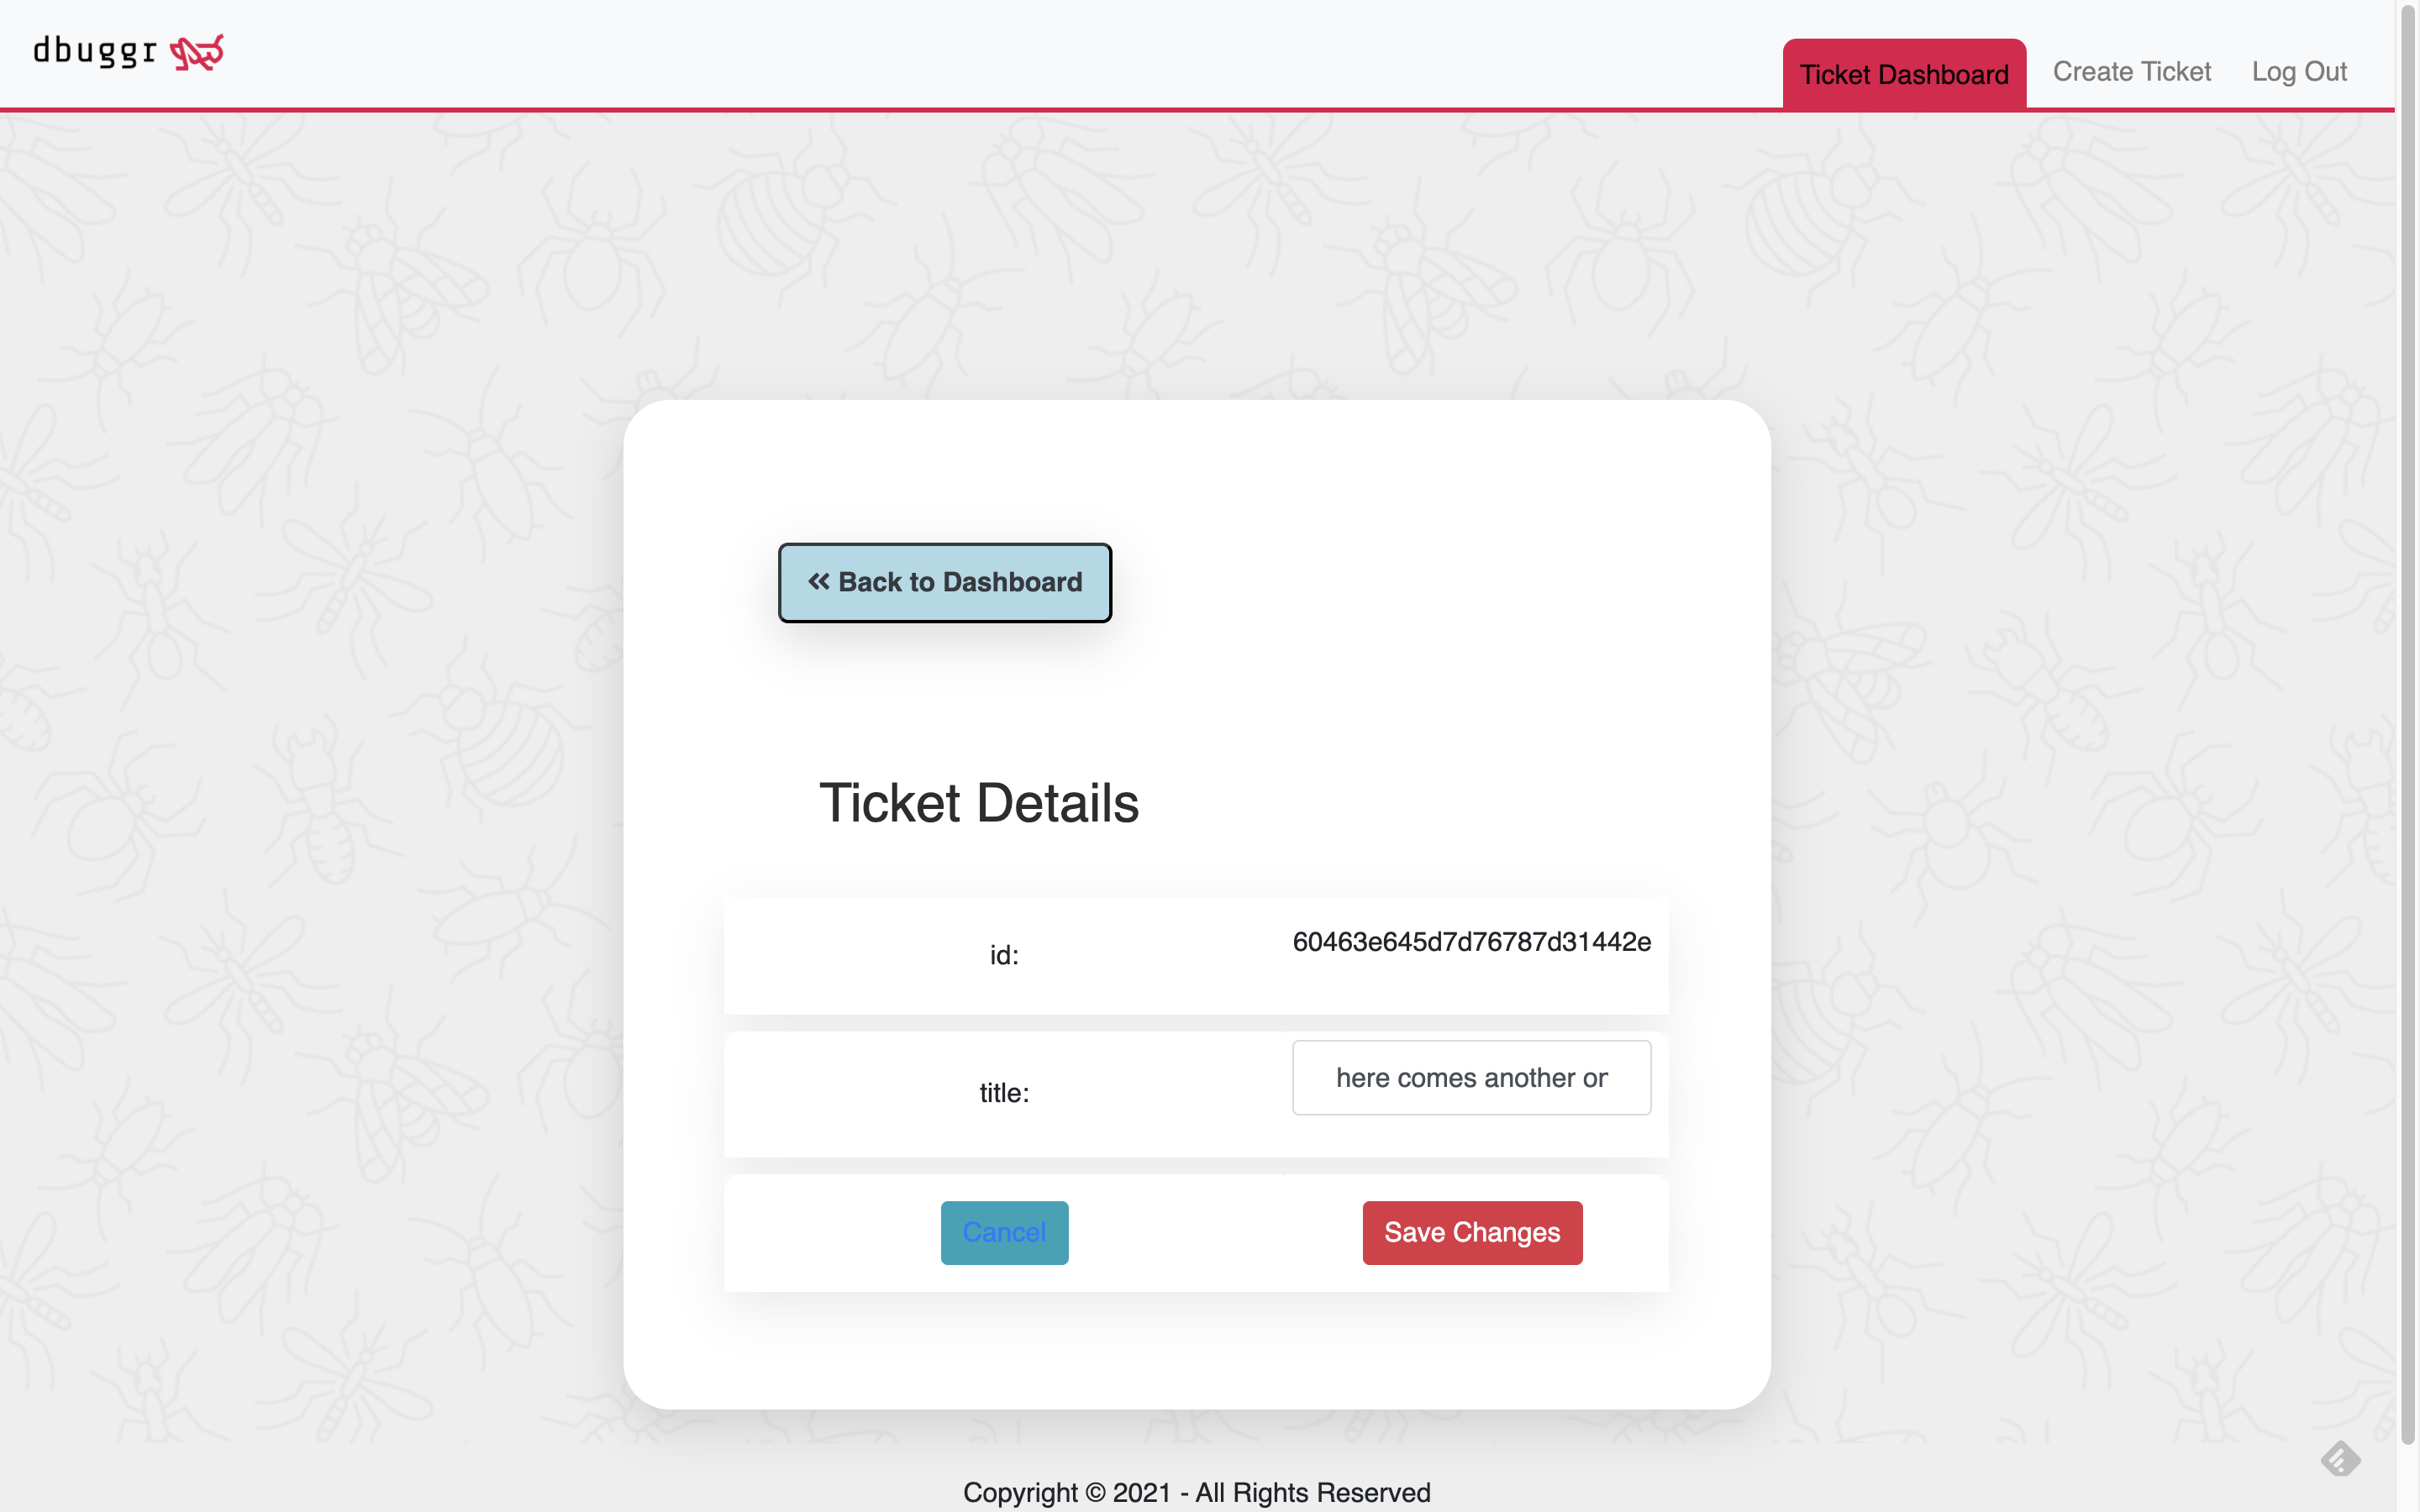 dbuggr
Ticket Dashboard
Create Ticket
Log Out
Back to Dashboard
Ticket Details
id:
60463e645d7d76787d31442e
title:
here comes another or
Cancel
Save Changes
Copyright © 2021 - All Rights Reserved